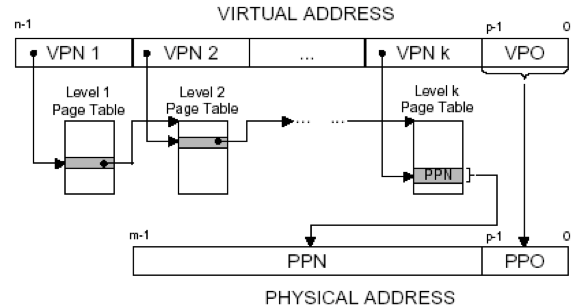 VIRTUAL ADDRESS
n-1 p-1 0
VPN 1 VPN 2 ... VPN k VPO
Level 1
Page Table
Level 2
Page Table
Level k
Page Table
... ...
PPN
m-1 p-1 0
PPN PPO
PHYSICAL ADDRESS